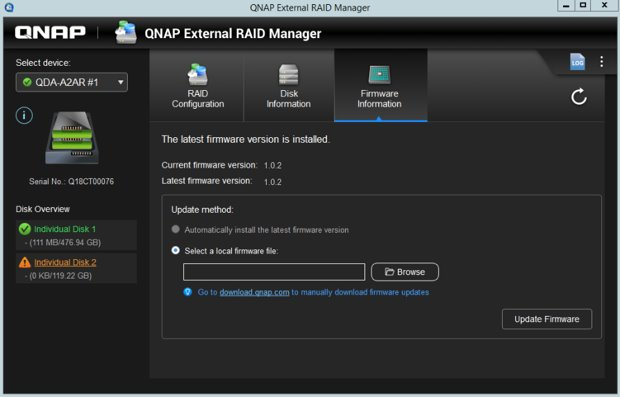 QNAP External RAID Manager
QNAP
QNAP External RAID Manager
LOG
Select device:
QDA-A2AR #1
i
Serial No.: Q18CT00076
Disk Overview
Individual Disk 1
- (111 MB/476.94 GB)
Individual Disk 2
- (0 KB/119.22 GB)
RAID
Configuration
Disk
Information
Firmware
Information
The latest firmware version is installed.
Current firmware version: 1.0.2
Latest firmware version: 1.0.2
Update method:
Automatically install the latest firmware version
Select a local firmware file:
Browse
Go to download.qnap.com to manually download firmware updates
Update Firmware